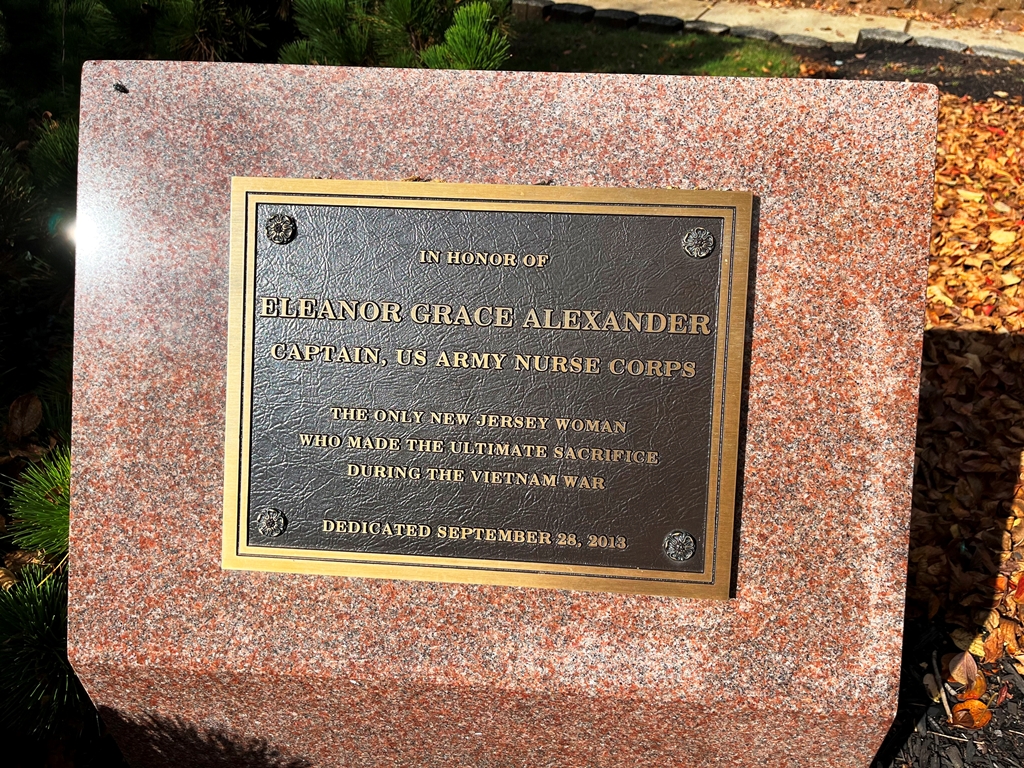 IN HONOR OF
ELEANOR GRACE ALEXANDER
CAPTAIN, US ARMY NURSE CORPS
THE ONLY NEW JERSEY WOMAN
WHO MADE THE ULTIMATE SACRIFICE
DURING THE VIETNAM WAR
DEDICATED SEPTEMBER 28, 2013